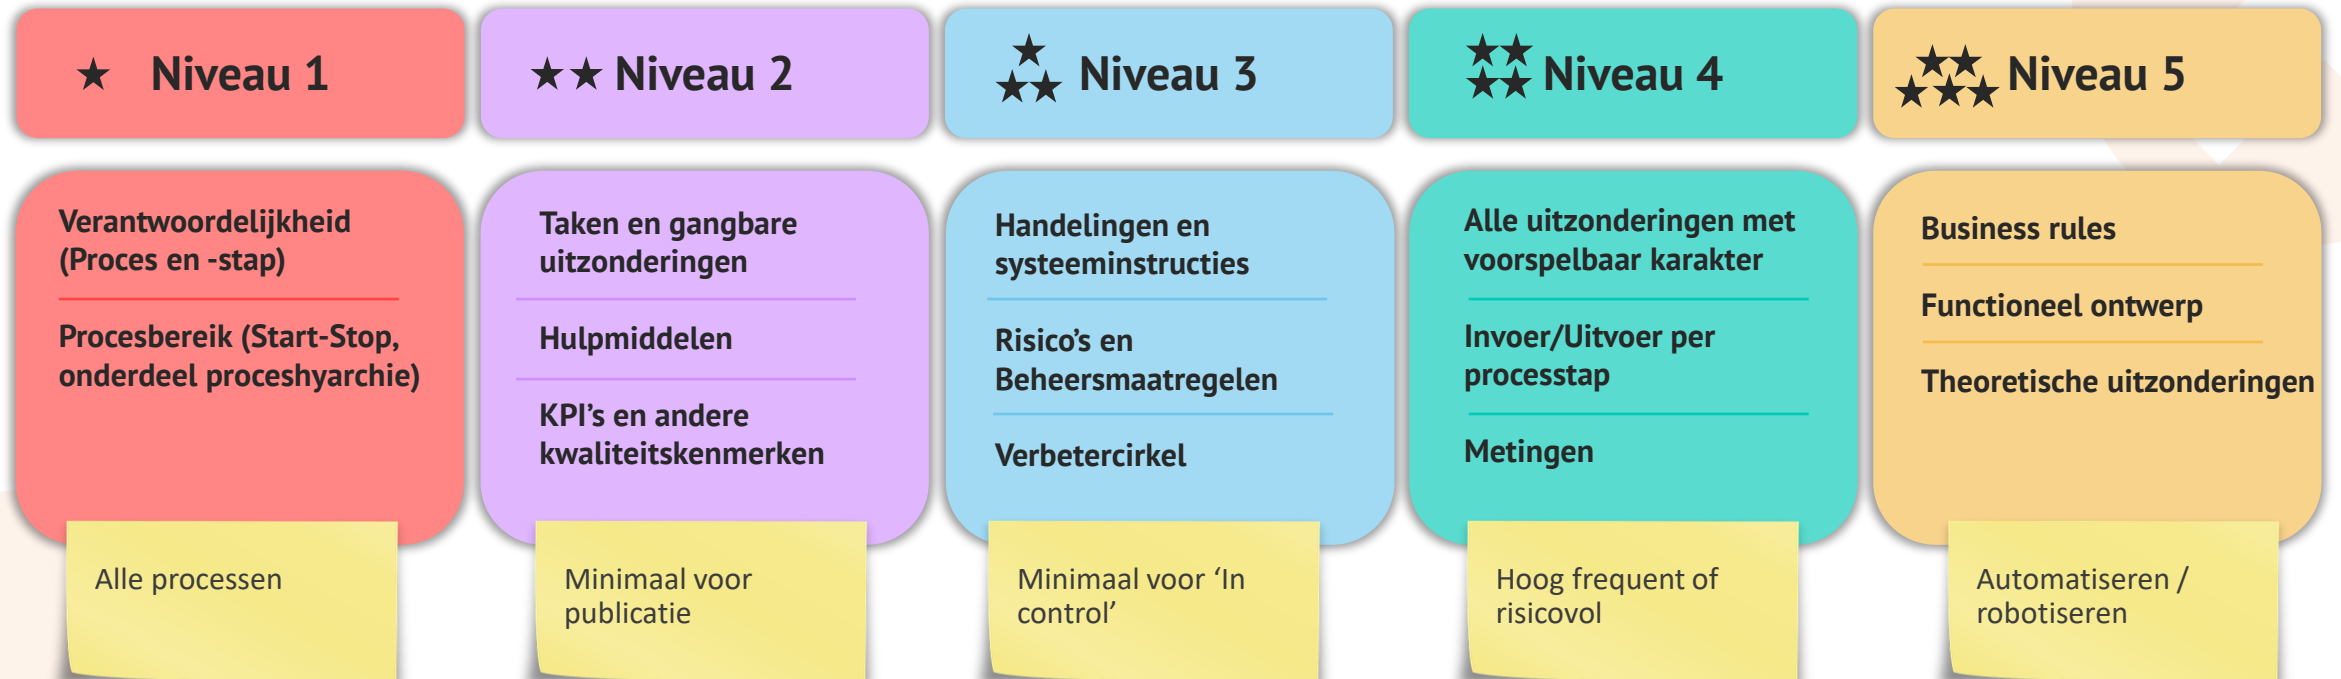 Niveau 1
Niveau 2
Niveau 3
Niveau 4
Niveau 5
Verantwoordelijkheid
(Proces en -stap)
Procesbereik (Start-Stop,
onderdeel proceshyarchie)
Alle processen
Taken en gangbare
uitzonderingen
Hulpmiddelen
KPI’s en andere
kwaliteitskenmerken
Minimaal voor
publicatie
Handelingen en
systeeminstructies
Risico’s en
Beheersmaatregelen
Verbetercirkel
Minimaal voor ‘In
control’
Alle uitzonderingen met
voorspelbaar karakter
Invoer/Uitvoer per
processtap
Metingen
Hoog frequent of
risicovol
Business rules
Functioneel ontwerp
Theoretische uitzonderingen
Automatiseren /
robotiseren